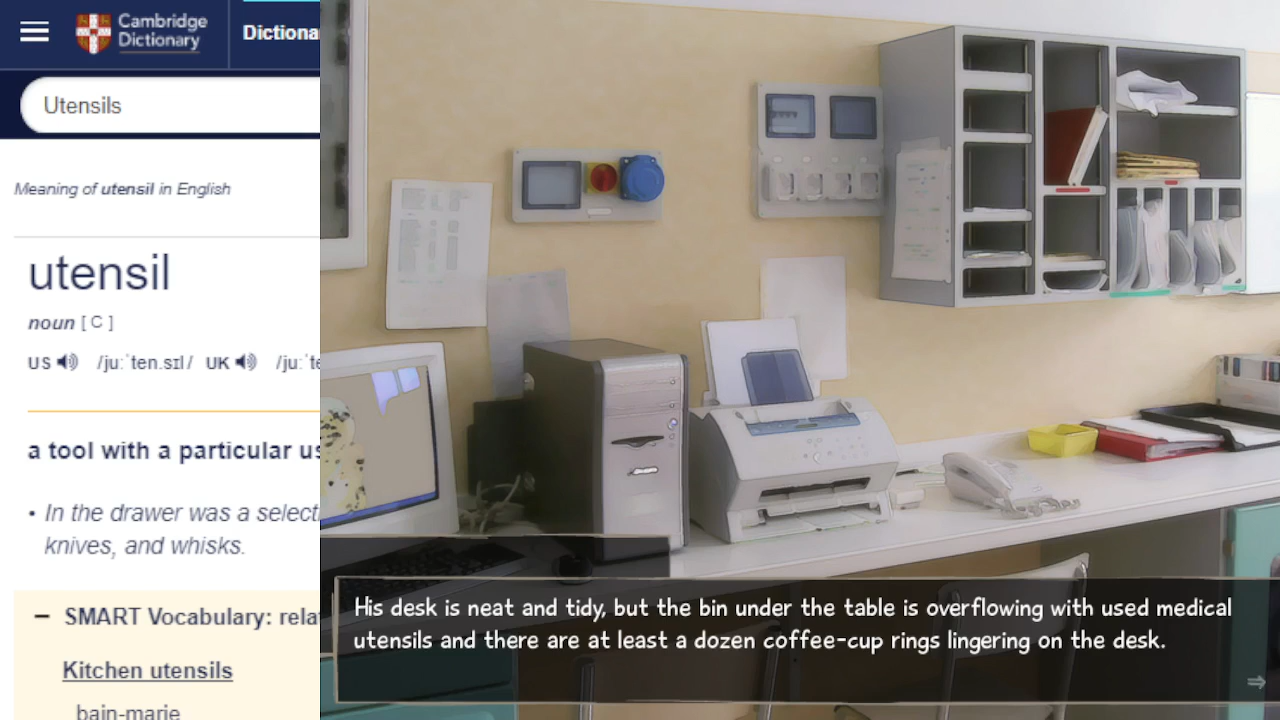 Cambridge
Dictionary
Dictiona
Utensils
Meaning of utensil in English
utensil
noun [ C ]
US /juːˈten.sɪl/ UK /juːˈte
a tool with a particular us
• In the drawer was a select
knives, and whisks.
– SMART Vocabulary: rela
Kitchen utensils
bain-marie
His desk is neat and tidy, but the bin under the table is overflowing with used medical
utensils and there are at least a dozen coffee-cup rings lingering on the desk.